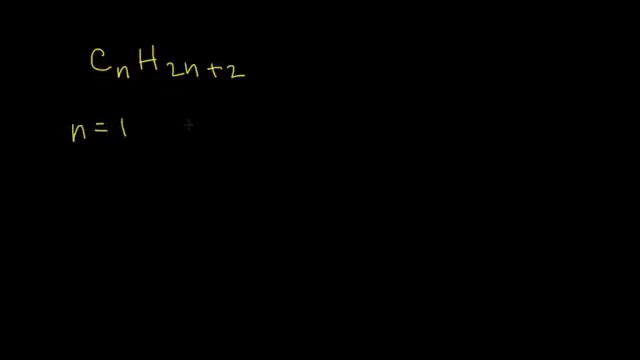 CₙH₂ₙ₊₂
n = 1